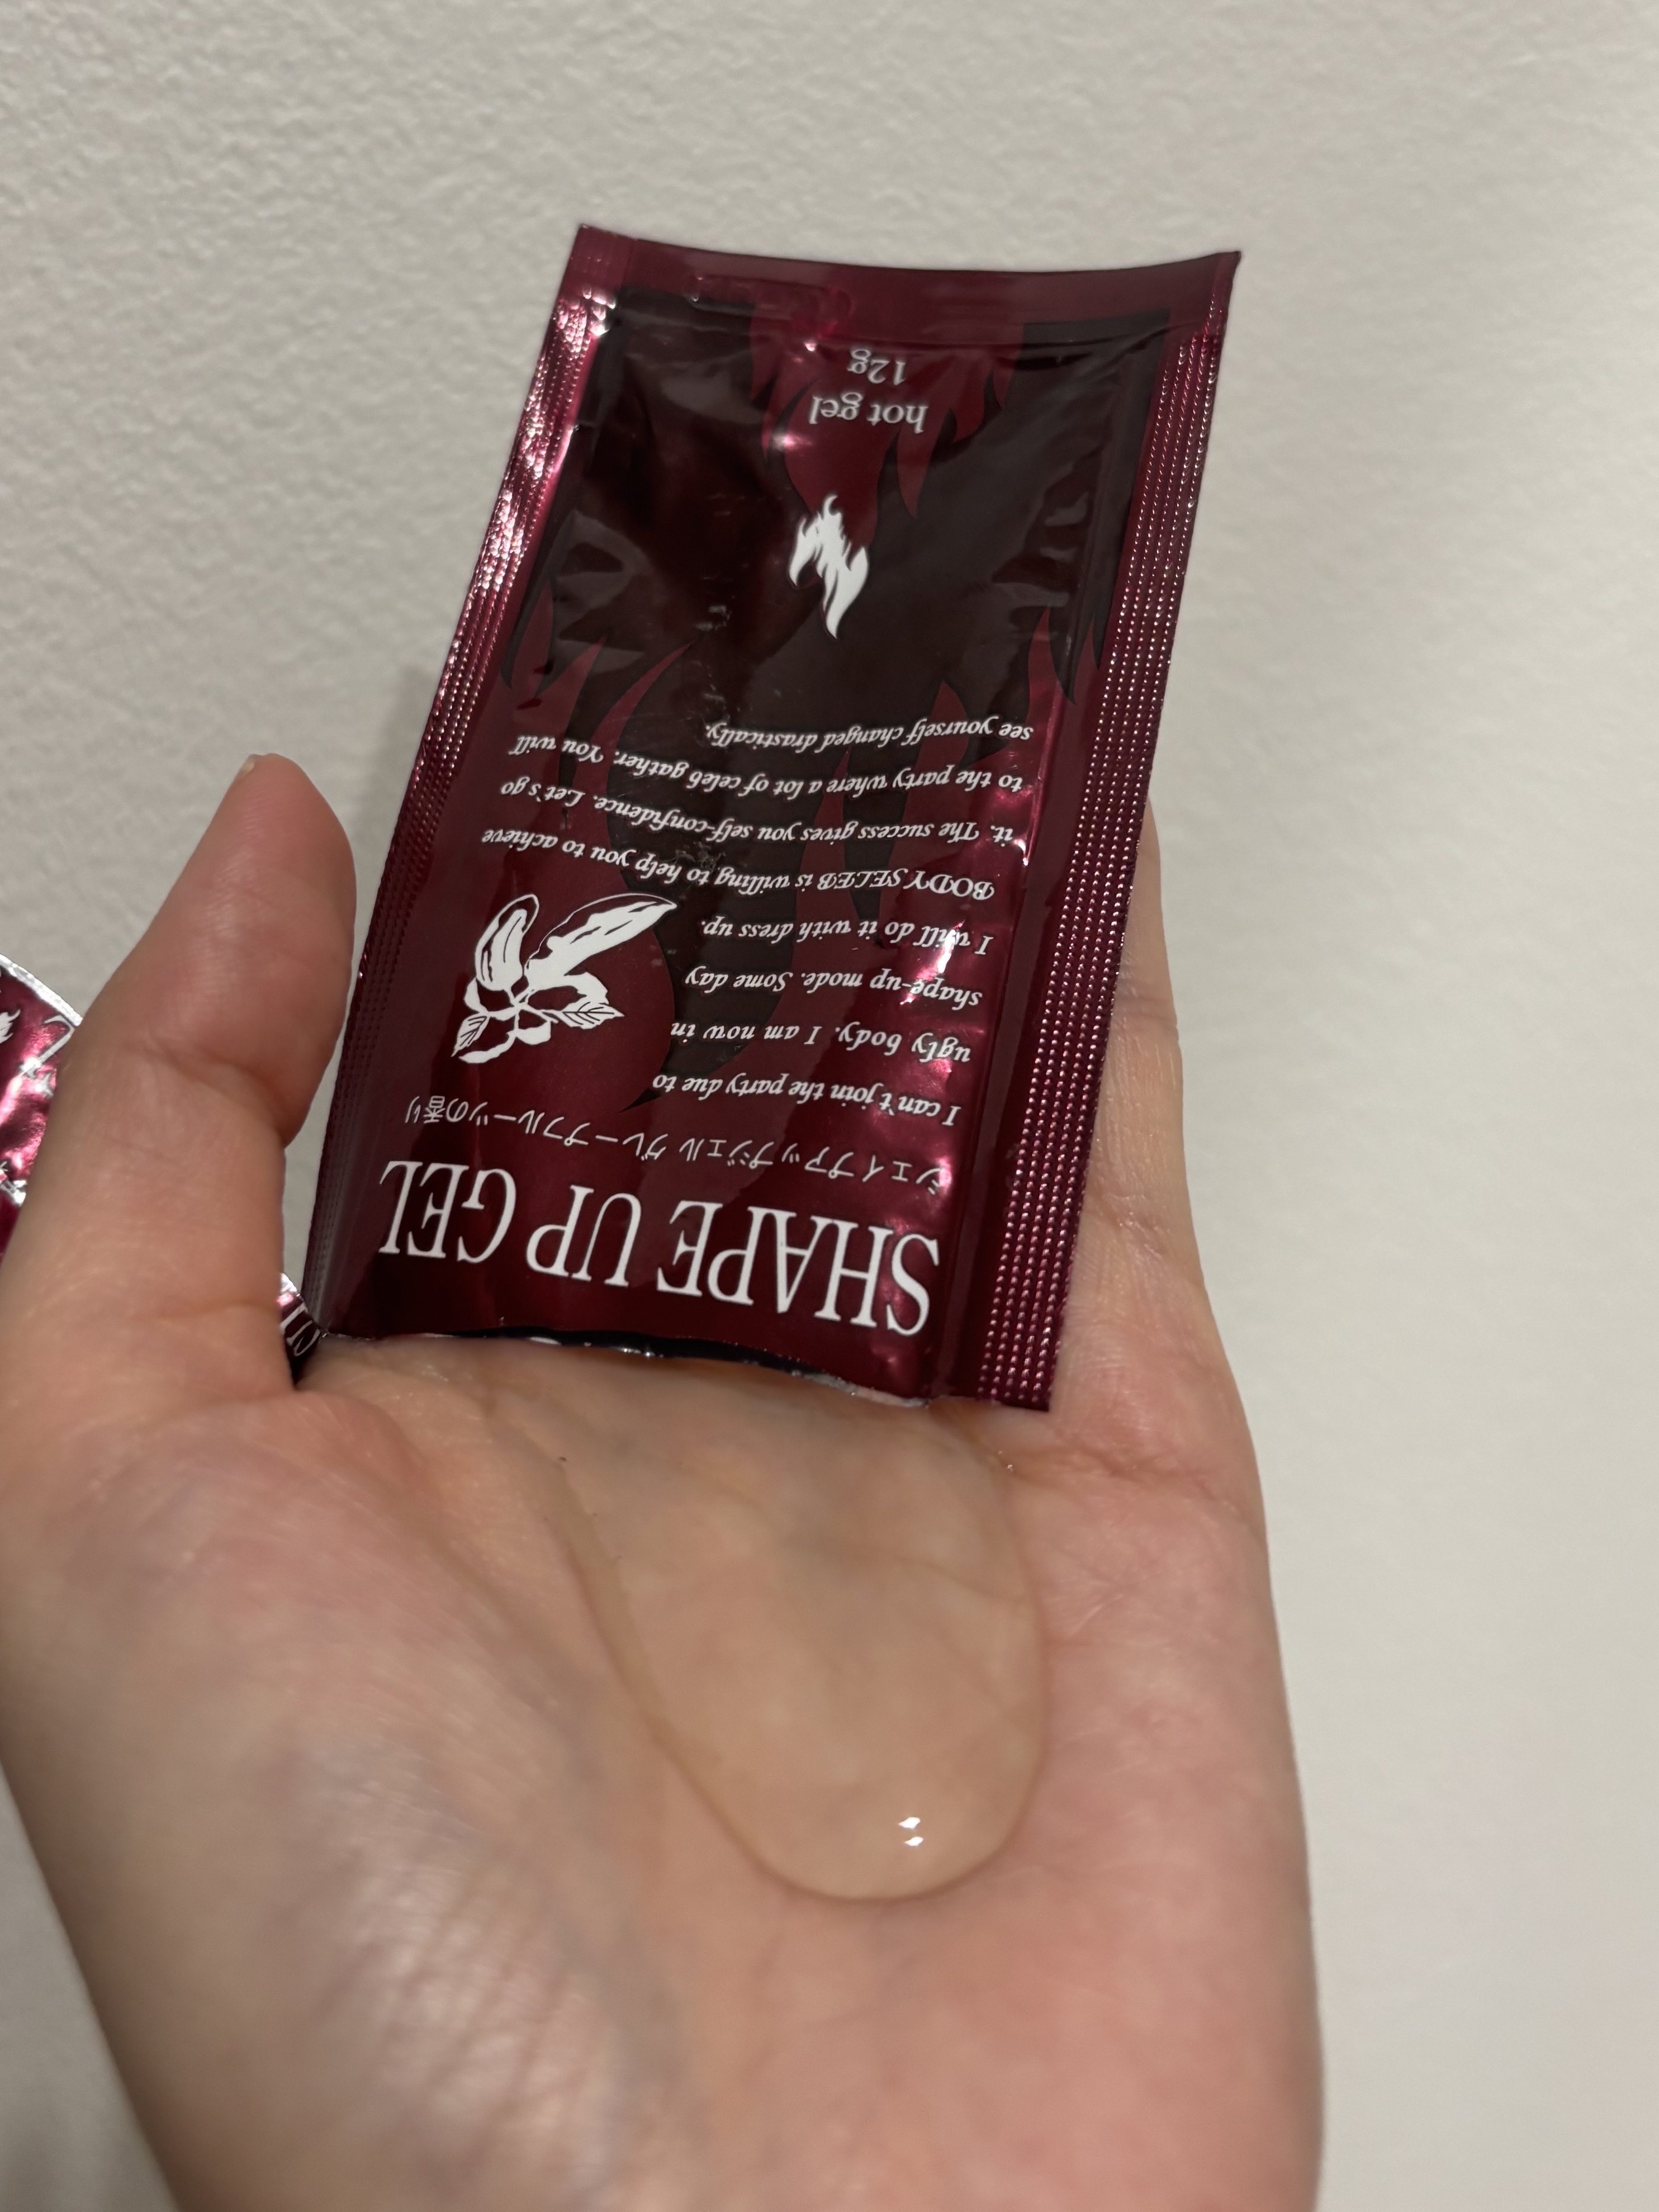 SHAPE UP GEL
シェイプアップジェル グレープフルーツの香り
I can't join the party due to
ugly body. I am now in
shape-up mode. Some day
I will do it with dress up.
BODY SELEB is willing to help you to achieve
it. The success gives you self-confidence. Let's go
to the party where a lot of celeb gather. You will
see yourself changed drastically.
hot gel
12g